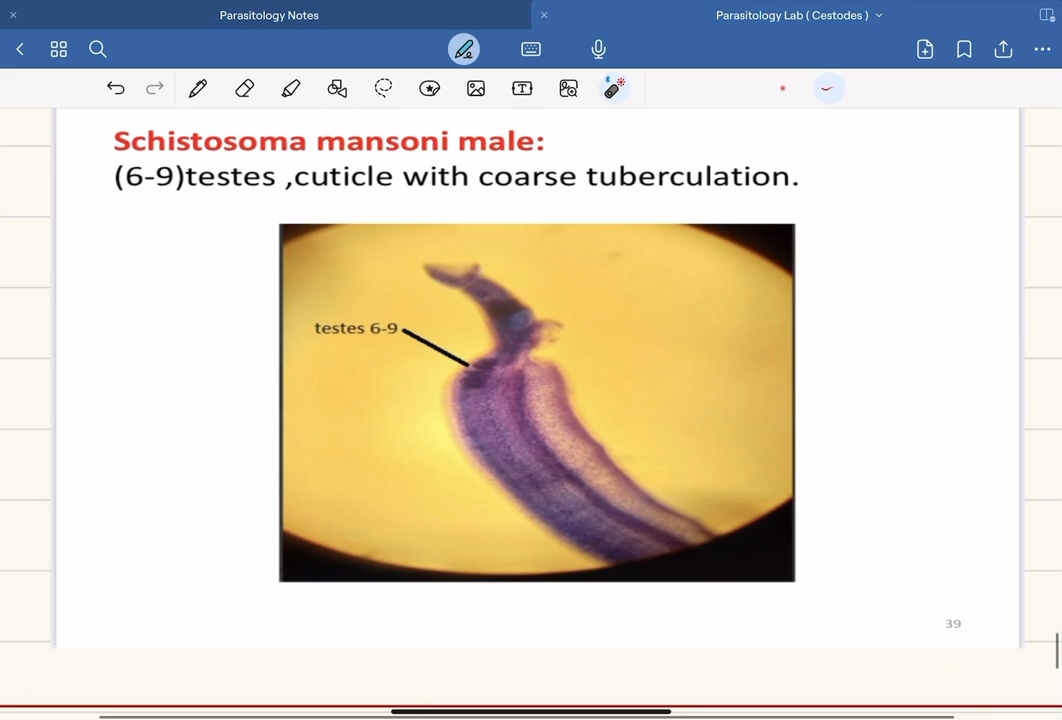 Parasitology Notes
Parasitology Lab ( Cestodes )
Schistosoma mansoni male:
(6-9)testes ,cuticle with coarse tuberculation.
testes 6-9
39